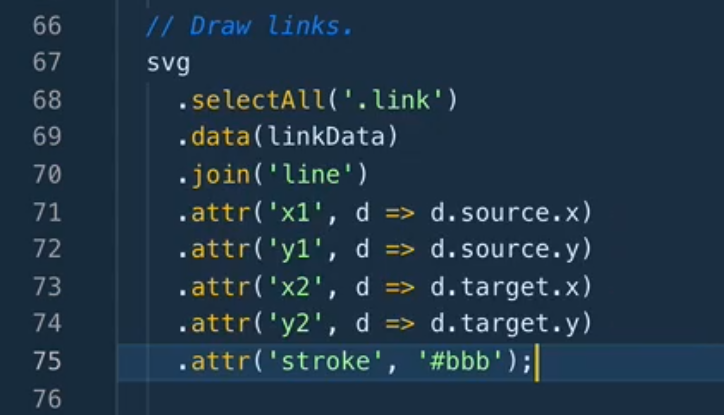 66 // Draw links.
67 svg
68 .selectAll('.link')
69 .data(linkData)
70 .join('line')
71 .attr('x1', d => d.source.x)
72 .attr('y1', d => d.source.y)
73 .attr('x2', d => d.target.x)
74 .attr('y2', d => d.target.y)
75 .attr('stroke', '#bbb');
76